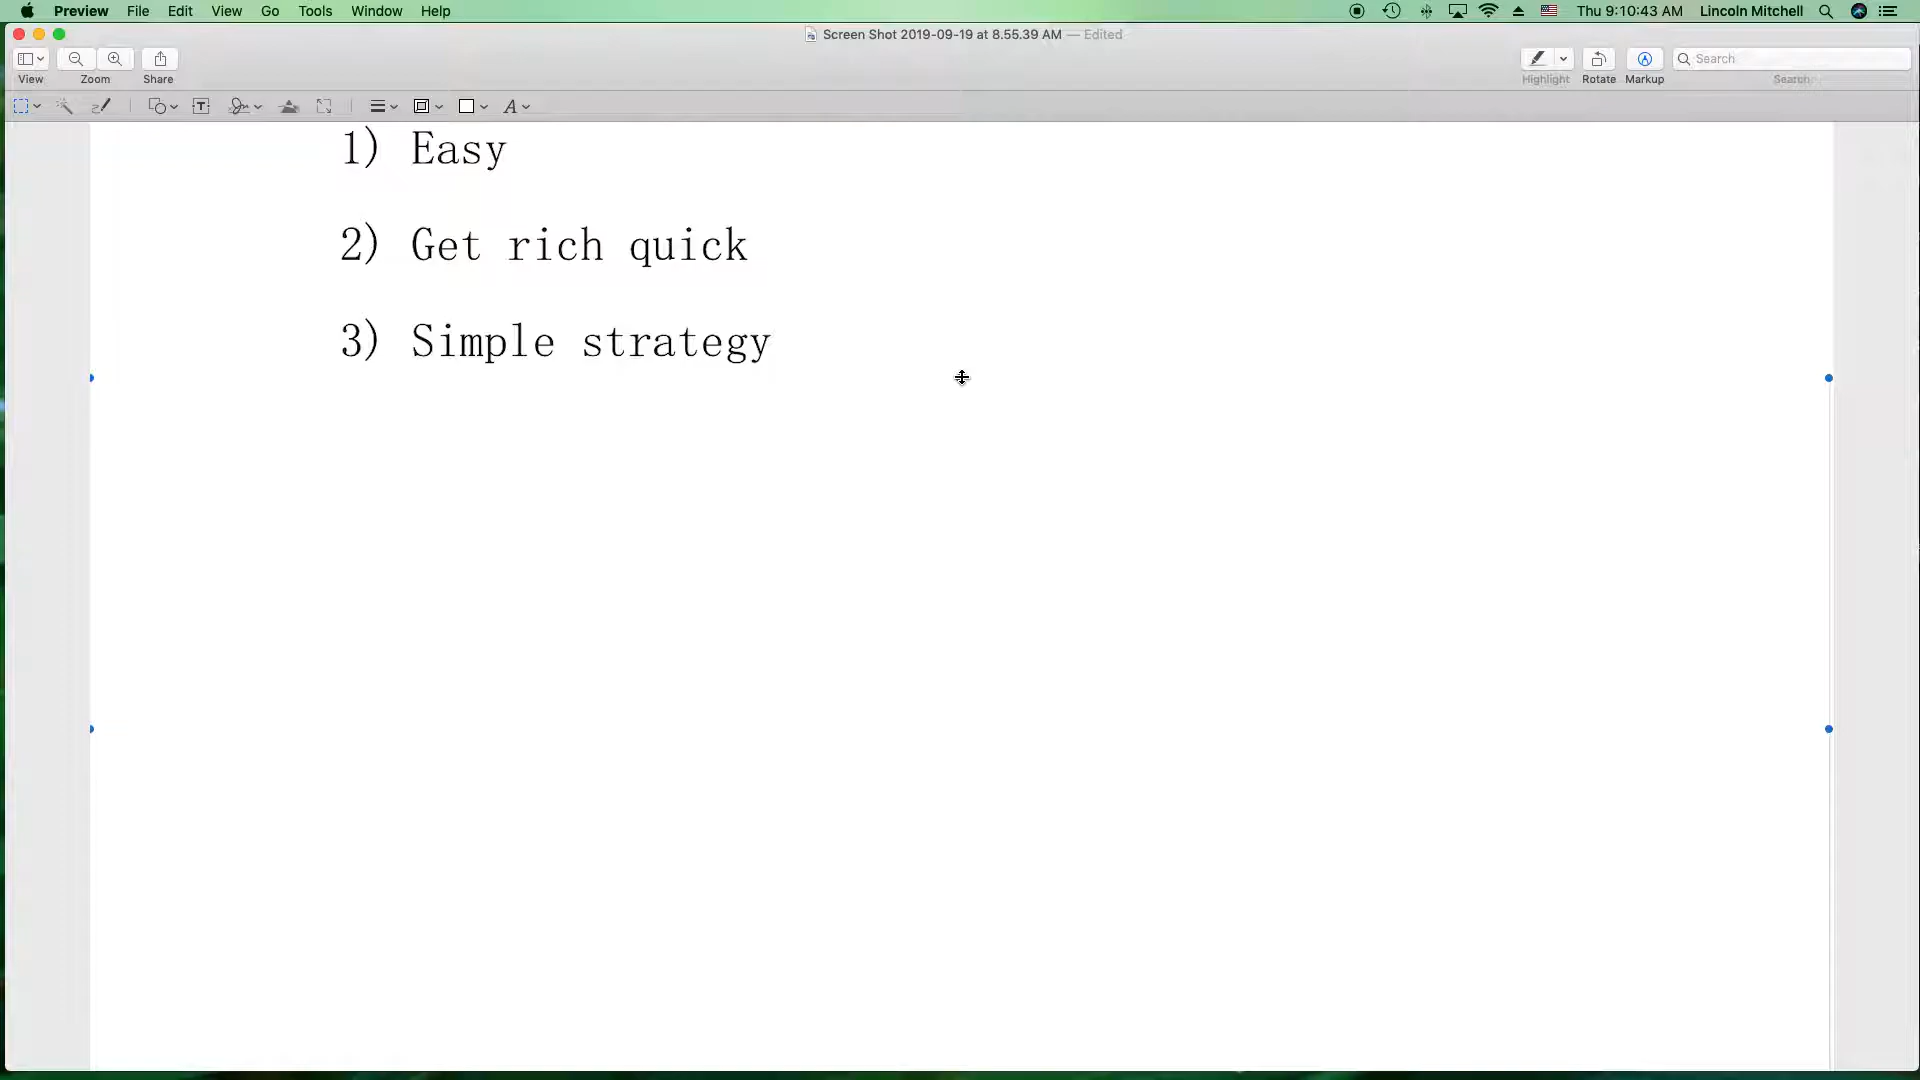 Preview File Edit View Go Tools Window Help Thu 9:10:43 AM Lincoln Mitchell
Screen Shot 2019-09-19 at 8.55.39 AM — Edited
Search
View Zoom Share Highlight Rotate Markup Search
1) Easy
2) Get rich quick
3) Simple strategy